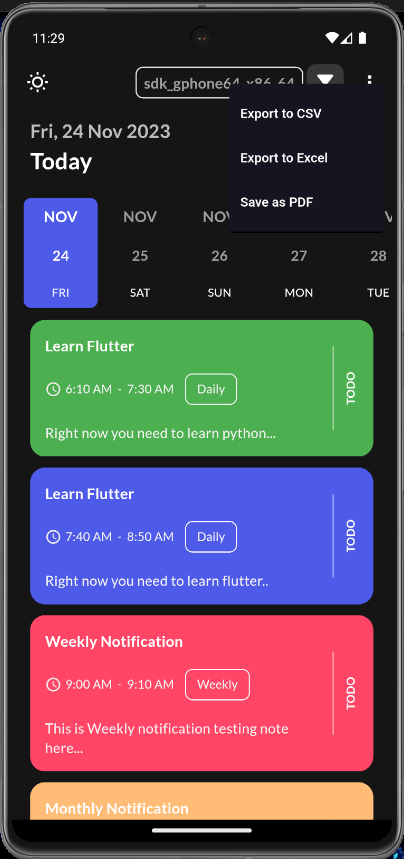 11:29
sdk_gphone64_x86_64
Export to CSV
Export to Excel
Save as PDF
Fri, 24 Nov 2023
Today
NOV
24
FRI
NOV
25
SAT
26
SUN
27
MON
28
TUE
Learn Flutter
6:10 AM - 7:30 AM
Daily
Right now you need to learn python...
TODO
Learn Flutter
7:40 AM - 8:50 AM
Daily
Right now you need to learn flutter..
TODO
Weekly Notification
9:00 AM - 9:10 AM
Weekly
This is Weekly notification testing note
here...
TODO
Monthly Notification